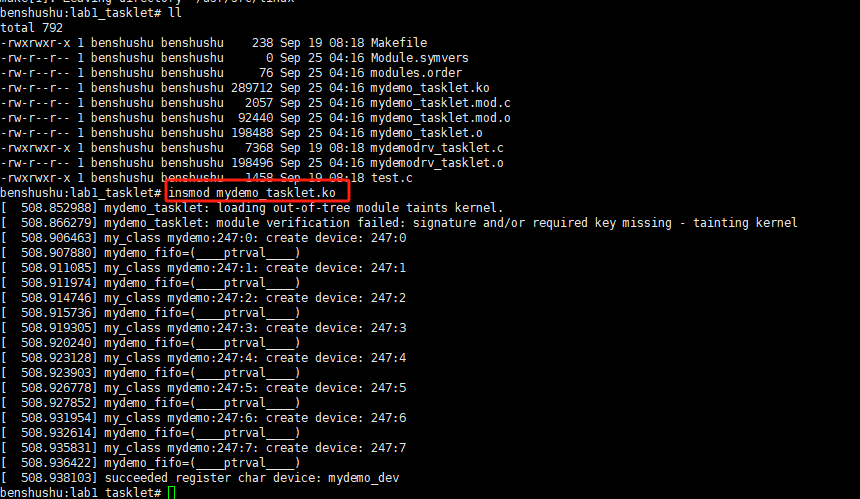 make[1]: Leaving directory '/usr/src/linux'
benshushu:lab1_tasklet# ll
total 792
-rwxrwxr-x 1 benshushu benshushu    238 Sep 19 08:18 Makefile
-rw-r--r-- 1 benshushu benshushu      0 Sep 25 04:16 Module.symvers
-rw-r--r-- 1 benshushu benshushu     76 Sep 25 04:16 modules.order
-rw-r--r-- 1 benshushu benshushu 289712 Sep 25 04:16 mydemo_tasklet.ko
-rw-r--r-- 1 benshushu benshushu   2057 Sep 25 04:16 mydemo_tasklet.mod.c
-rw-r--r-- 1 benshushu benshushu  92440 Sep 25 04:16 mydemo_tasklet.mod.o
-rw-r--r-- 1 benshushu benshushu 198488 Sep 25 04:16 mydemo_tasklet.o
-rwxrwxr-x 1 benshushu benshushu   7368 Sep 19 08:18 mydemodrv_tasklet.c
-rw-r--r-- 1 benshushu benshushu 198496 Sep 25 04:16 mydemodrv_tasklet.o
-rwxrwxr-x 1 benshushu benshushu   1458 Sep 19 08:18 test.c
benshushu:lab1_tasklet# insmod mydemo_tasklet.ko
[  508.852988] mydemo_tasklet: loading out-of-tree module taints kernel.
[  508.866279] mydemo_tasklet: module verification failed: signature and/or required key missing - tainting kernel
[  508.906463] my_class mydemo:247:0: create device: 247:0
[  508.907880] mydemo_fifo=(____ptrval____)
[  508.911085] my_class mydemo:247:1: create device: 247:1
[  508.911974] mydemo_fifo=(____ptrval____)
[  508.914746] my_class mydemo:247:2: create device: 247:2
[  508.915736] mydemo_fifo=(____ptrval____)
[  508.919305] my_class mydemo:247:3: create device: 247:3
[  508.920240] mydemo_fifo=(____ptrval____)
[  508.923128] my_class mydemo:247:4: create device: 247:4
[  508.923903] mydemo_fifo=(____ptrval____)
[  508.926778] my_class mydemo:247:5: create device: 247:5
[  508.927852] mydemo_fifo=(____ptrval____)
[  508.931954] my_class mydemo:247:6: create device: 247:6
[  508.932614] mydemo_fifo=(____ptrval____)
[  508.935831] my_class mydemo:247:7: create device: 247:7
[  508.936422] mydemo_fifo=(____ptrval____)
[  508.938103] succeeded register char device: mydemo_dev
benshushu:lab1_tasklet#